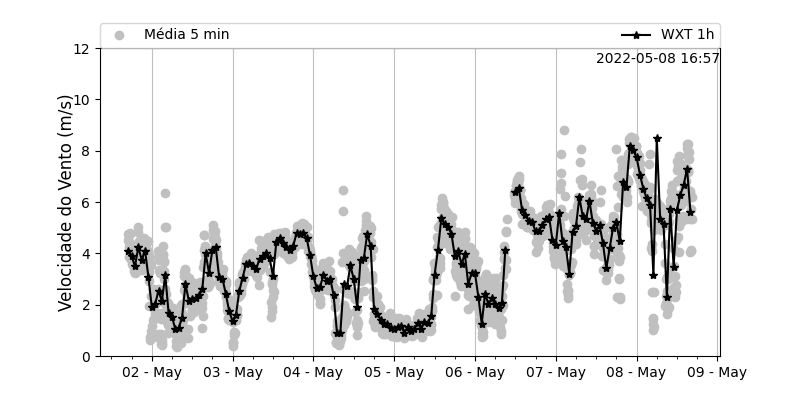 Média 5 min
WXT 1h
2022-05-08 16:57
Velocidade do Vento (m/s)
12
10
8
6
4
2
0
02 - May
03 - May
04 - May
05 - May
06 - May
07 - May
08 - May
09 - May